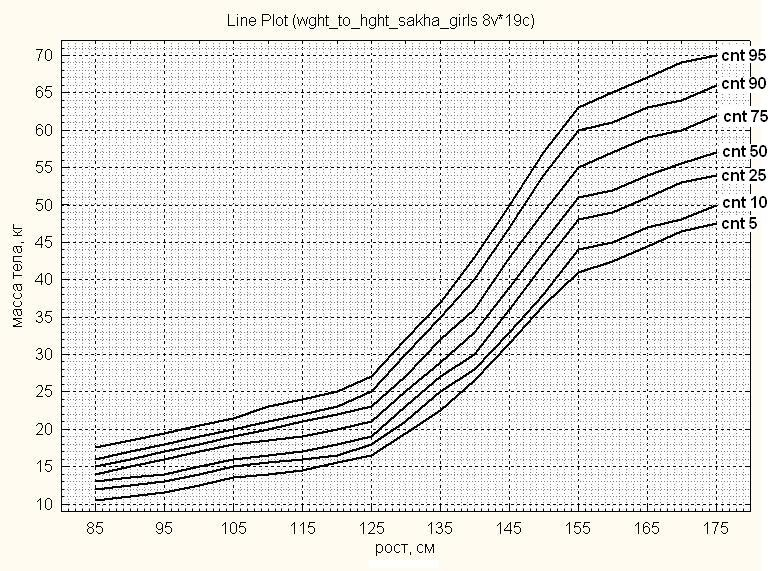 Line Plot (wght_to_hght_sakha_girls 8v*19c)
70
65
60
55
50
45
40
35
30
25
20
15
10
масса тела, кг
cnt 95
cnt 90
cnt 75
cnt 50
cnt 25
cnt 10
cnt 5
85 95 105 115 125 135 145 155 165 175
рост, см